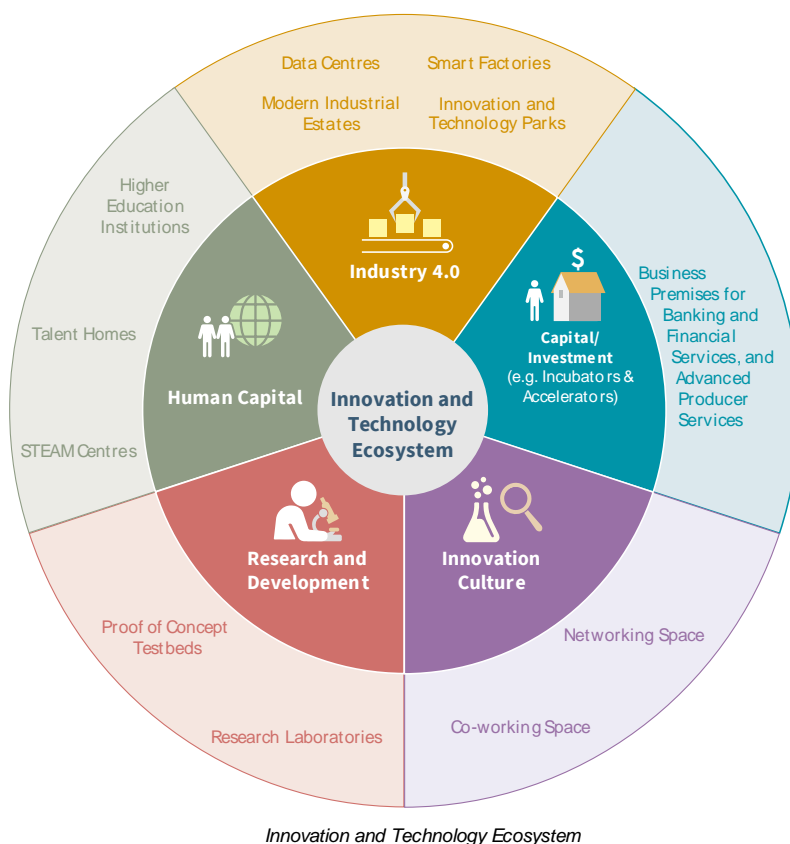 Data Centres
Smart Factories
Modern Industrial
Estates
Innovation and
Technology Parks
Industry 4.0
Higher
Education
Institutions
Talent Homes
STEAM Centres
Human Capital
$
Capital/
Investment
(e.g. Incubators &
Accelerators)
Business
Premises for
Banking and
Financial
Services, and
Advanced
Producer
Services
Innovation and
Technology
Ecosystem
Research and
Development
Innovation
Culture
Proof of Concept
Testbeds
Research Laboratories
Networking Space
Co-working Space
Innovation and Technology Ecosystem